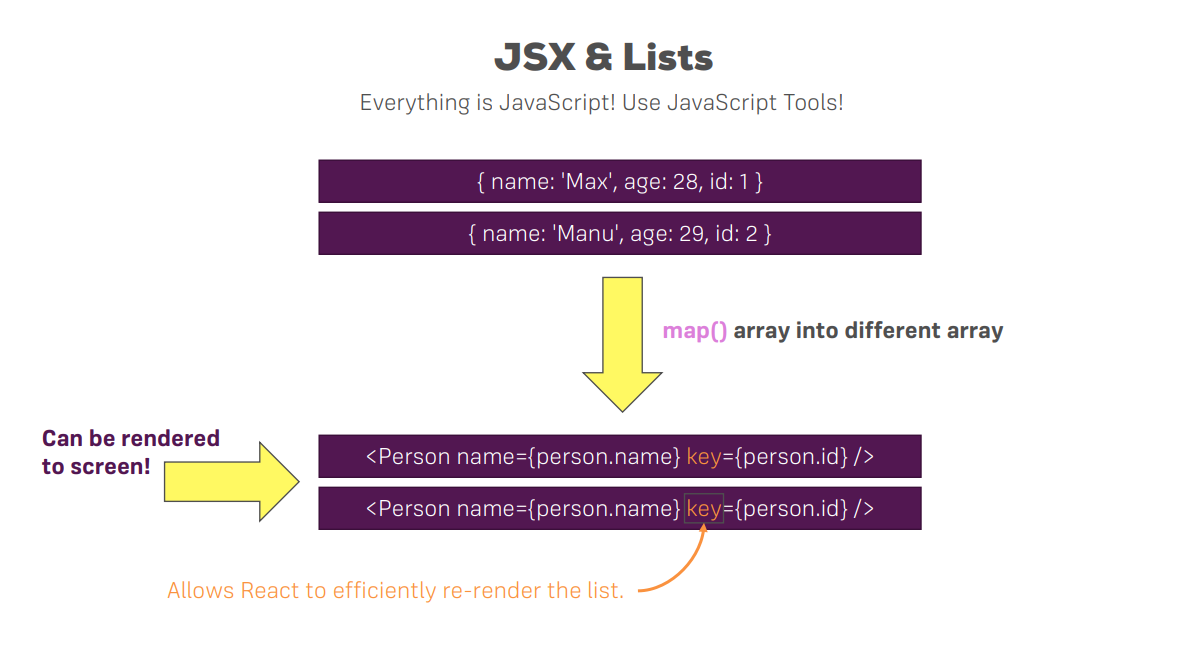 JSX & Lists
Everything is JavaScript! Use JavaScript Tools!
{ name: 'Max', age: 28, id: 1 }
{ name: 'Manu', age: 29, id: 2 }
map() array into different array
Can be rendered
to screen!
<Person name={person.name} key={person.id} />
<Person name={person.name} key={person.id} />
Allows React to efficiently re-render the list.